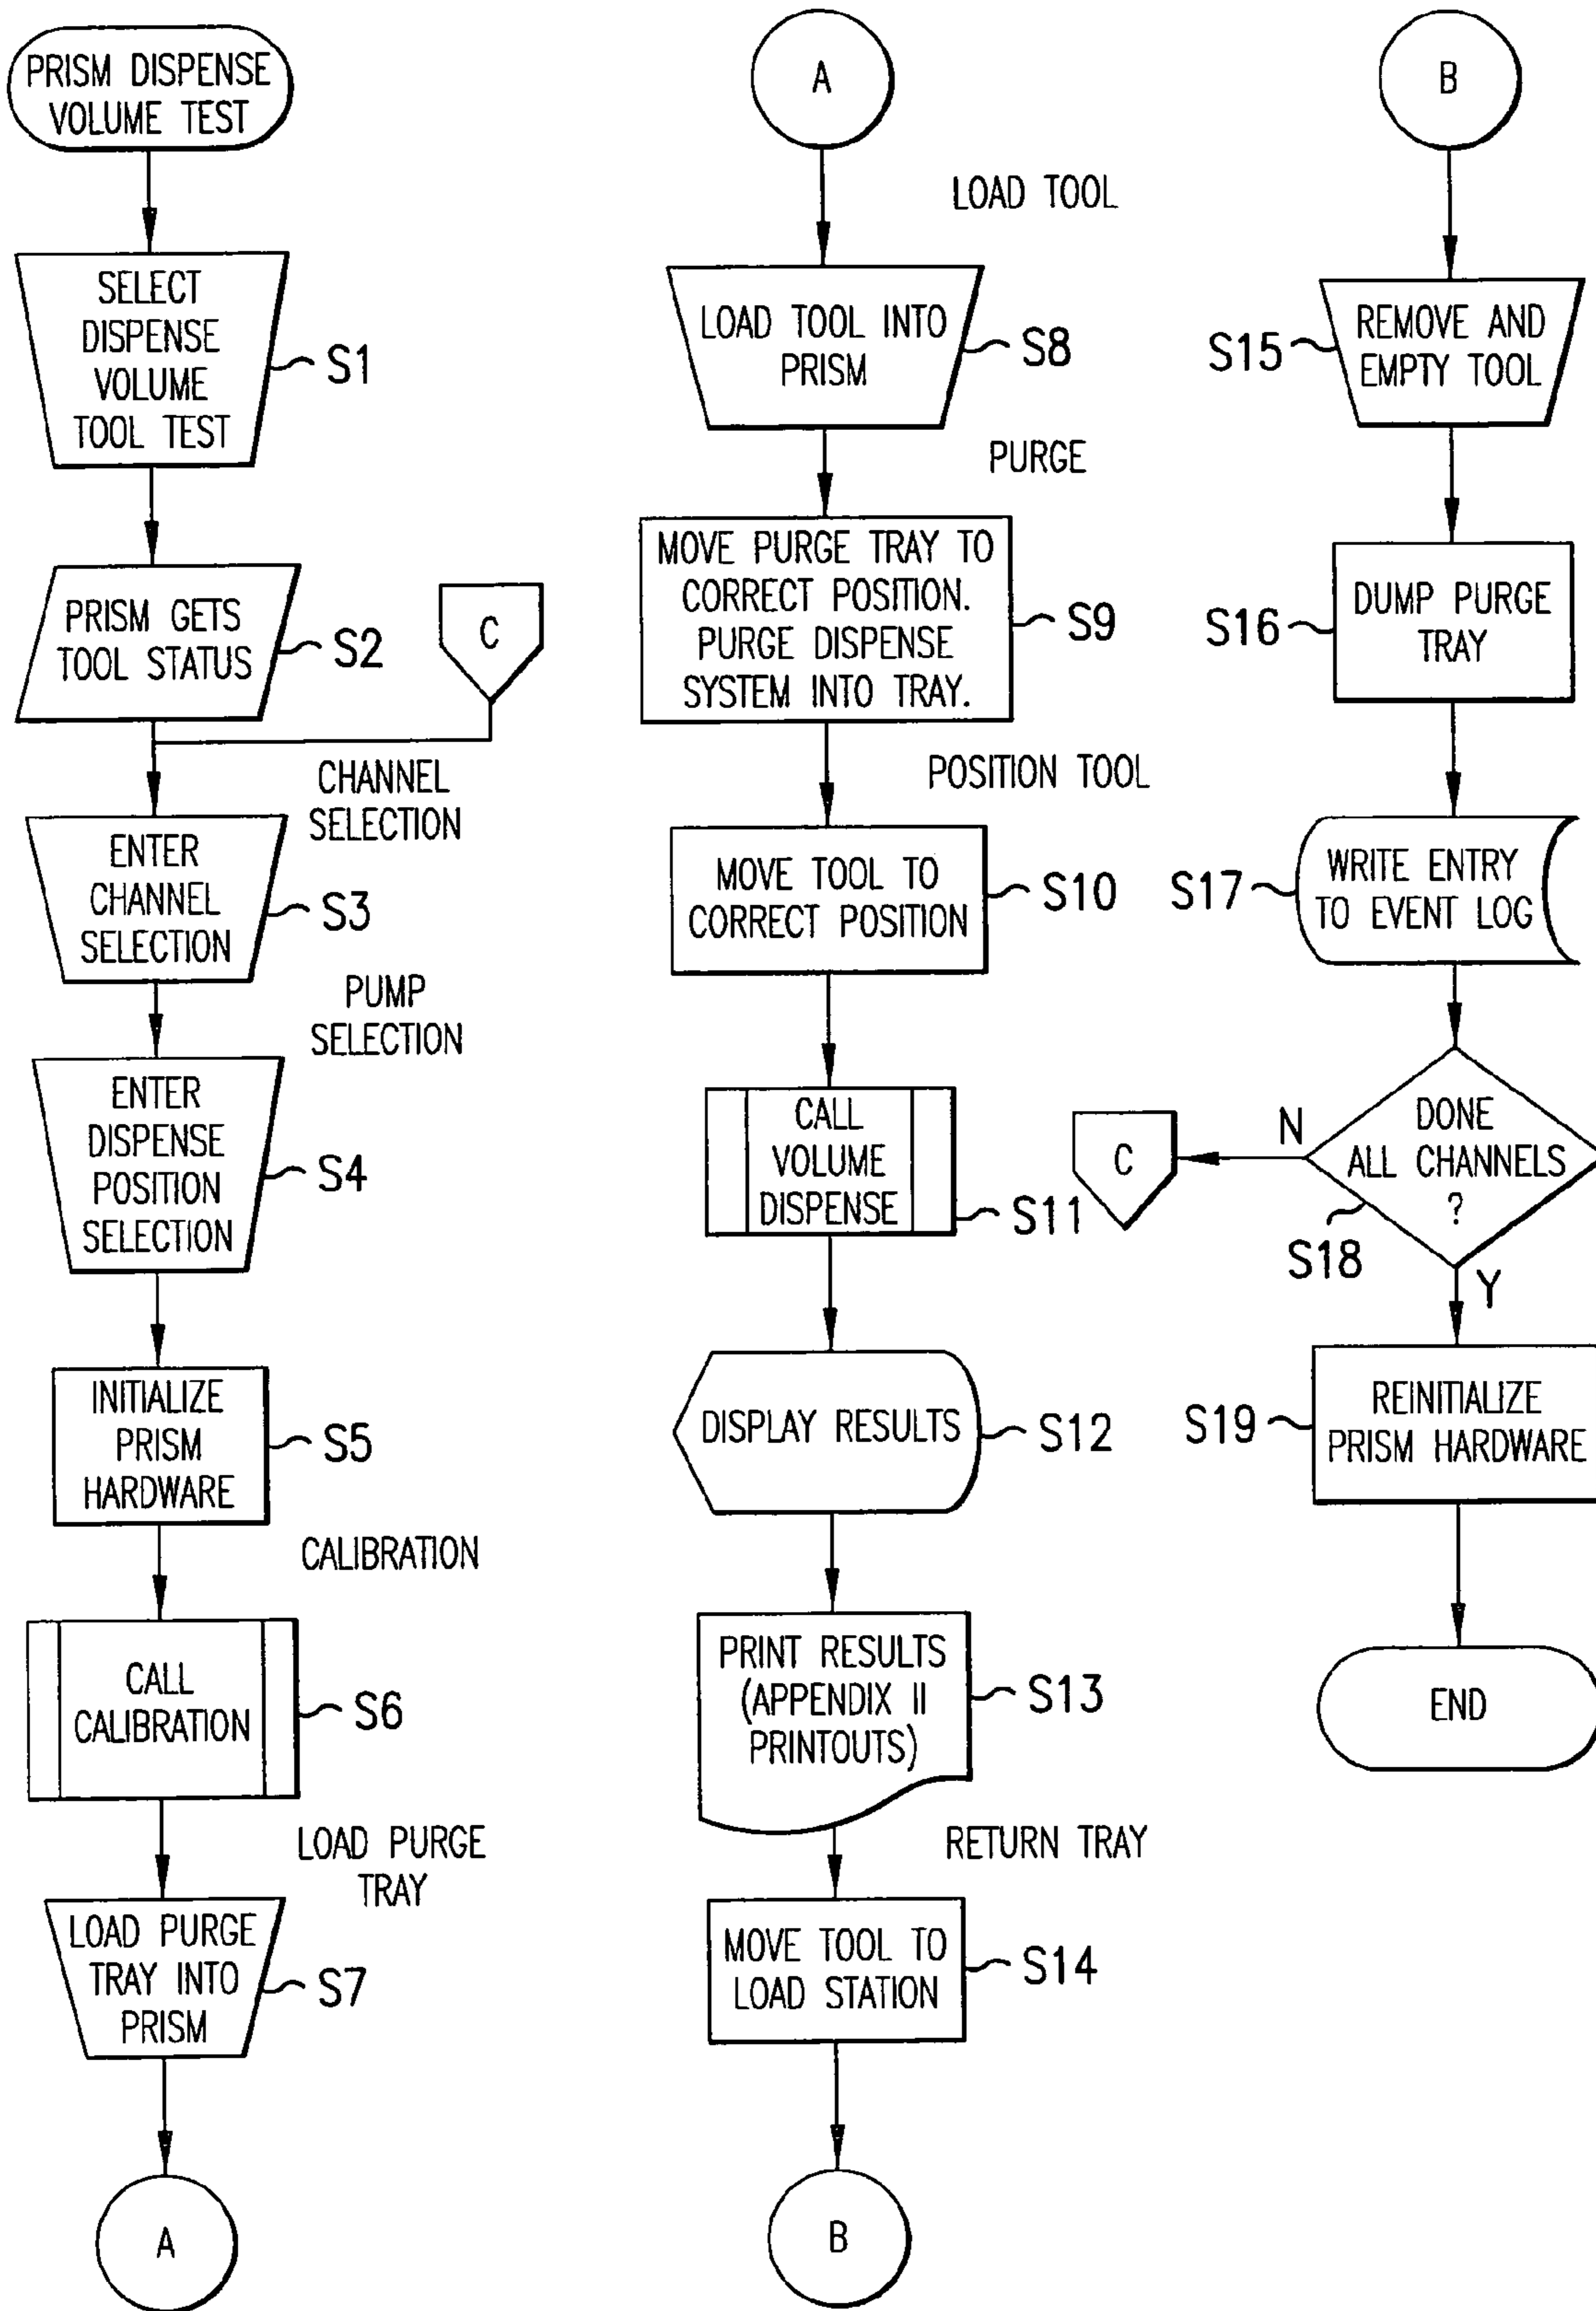 PRISM DISPENSE
VOLUME TEST
SELECT
DISPENSE
VOLUME
TOOL TEST
S1
PRISM GETS
TOOL STATUS
S2
C
CHANNEL
SELECTION
ENTER
CHANNEL
SELECTION
S3
PUMP
SELECTION
ENTER
DISPENSE
POSITION
SELECTION
S4
INITIALIZE
PRISM
HARDWARE
S5
CALIBRATION
CALL
CALIBRATION
S6
LOAD PURGE
TRAY
LOAD PURGE
TRAY INTO
PRISM
S7
A
A
LOAD TOOL
LOAD TOOL INTO
PRISM
S8
PURGE
MOVE PURGE TRAY TO
CORRECT POSITION.
PURGE DISPENSE
SYSTEM INTO TRAY.
S9
POSITION TOOL
MOVE TOOL TO
CORRECT POSITION
S10
CALL
VOLUME
DISPENSE
S11
DISPLAY RESULTS
S12
PRINT RESULTS
(APPENDIX II
PRINTOUTS)
S13
RETURN TRAY
MOVE TOOL TO
LOAD STATION
S14
B
B
REMOVE AND
EMPTY TOOL
S15
DUMP PURGE
TRAY
S16
WRITE ENTRY
TO EVENT LOG
S17
DONE
ALL CHANNELS
?
S18
N
C
Y
REINITIALIZE
PRISM HARDWARE
S19
END